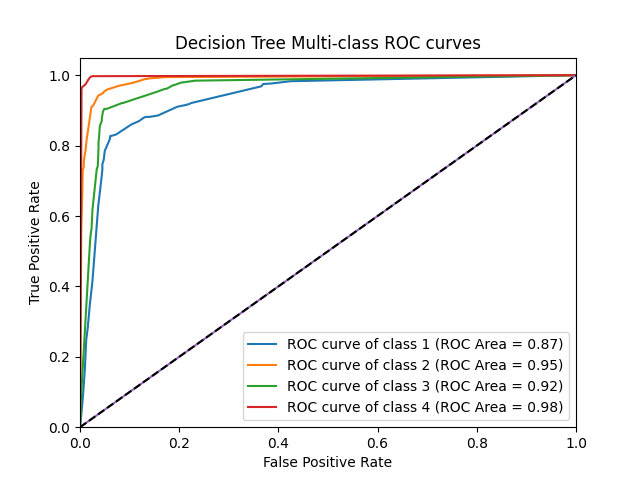 Decision Tree Multi-class ROC curves
1.0
0.8
0.6
0.4
0.2
0.0
True Positive Rate
ROC curve of class 1 (ROC Area = 0.87)
ROC curve of class 2 (ROC Area = 0.95)
ROC curve of class 3 (ROC Area = 0.92)
ROC curve of class 4 (ROC Area = 0.98)
0.0 0.2 0.4 0.6 0.8 1.0
False Positive Rate